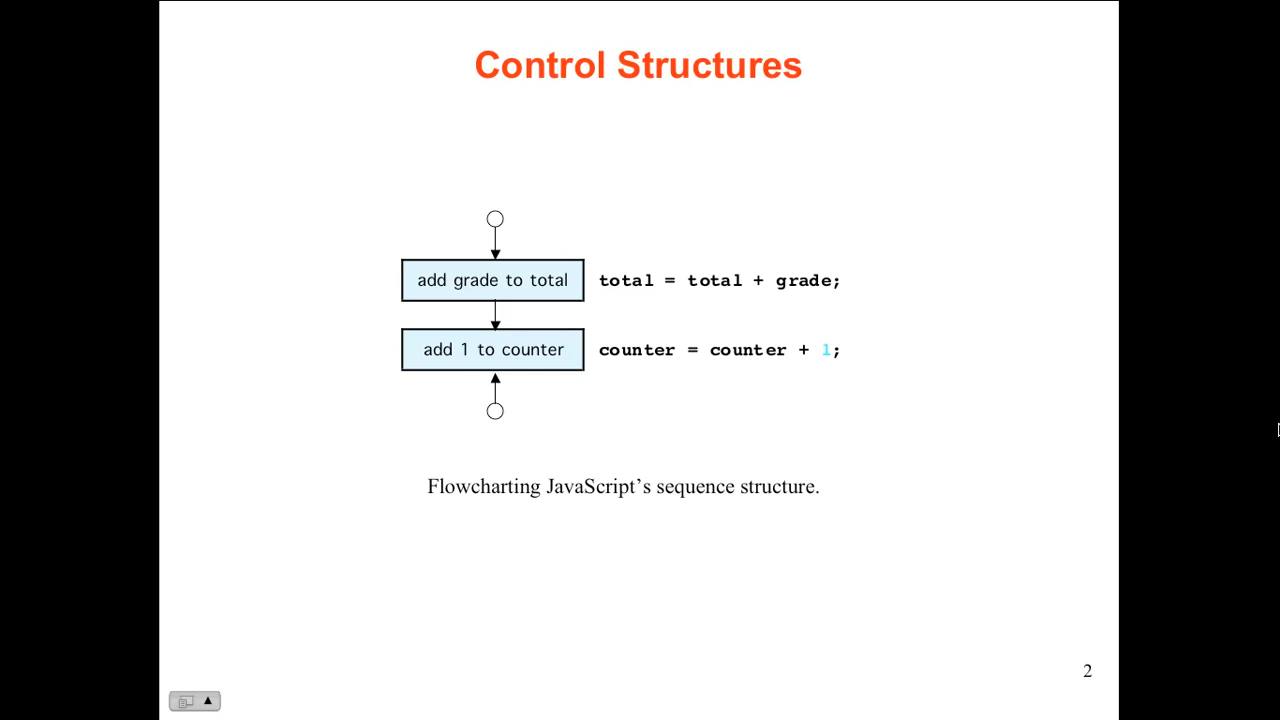 Control Structures
add grade to total total = total + grade;
add 1 to counter counter = counter + 1;
Flowcharting JavaScript’s sequence structure.
2